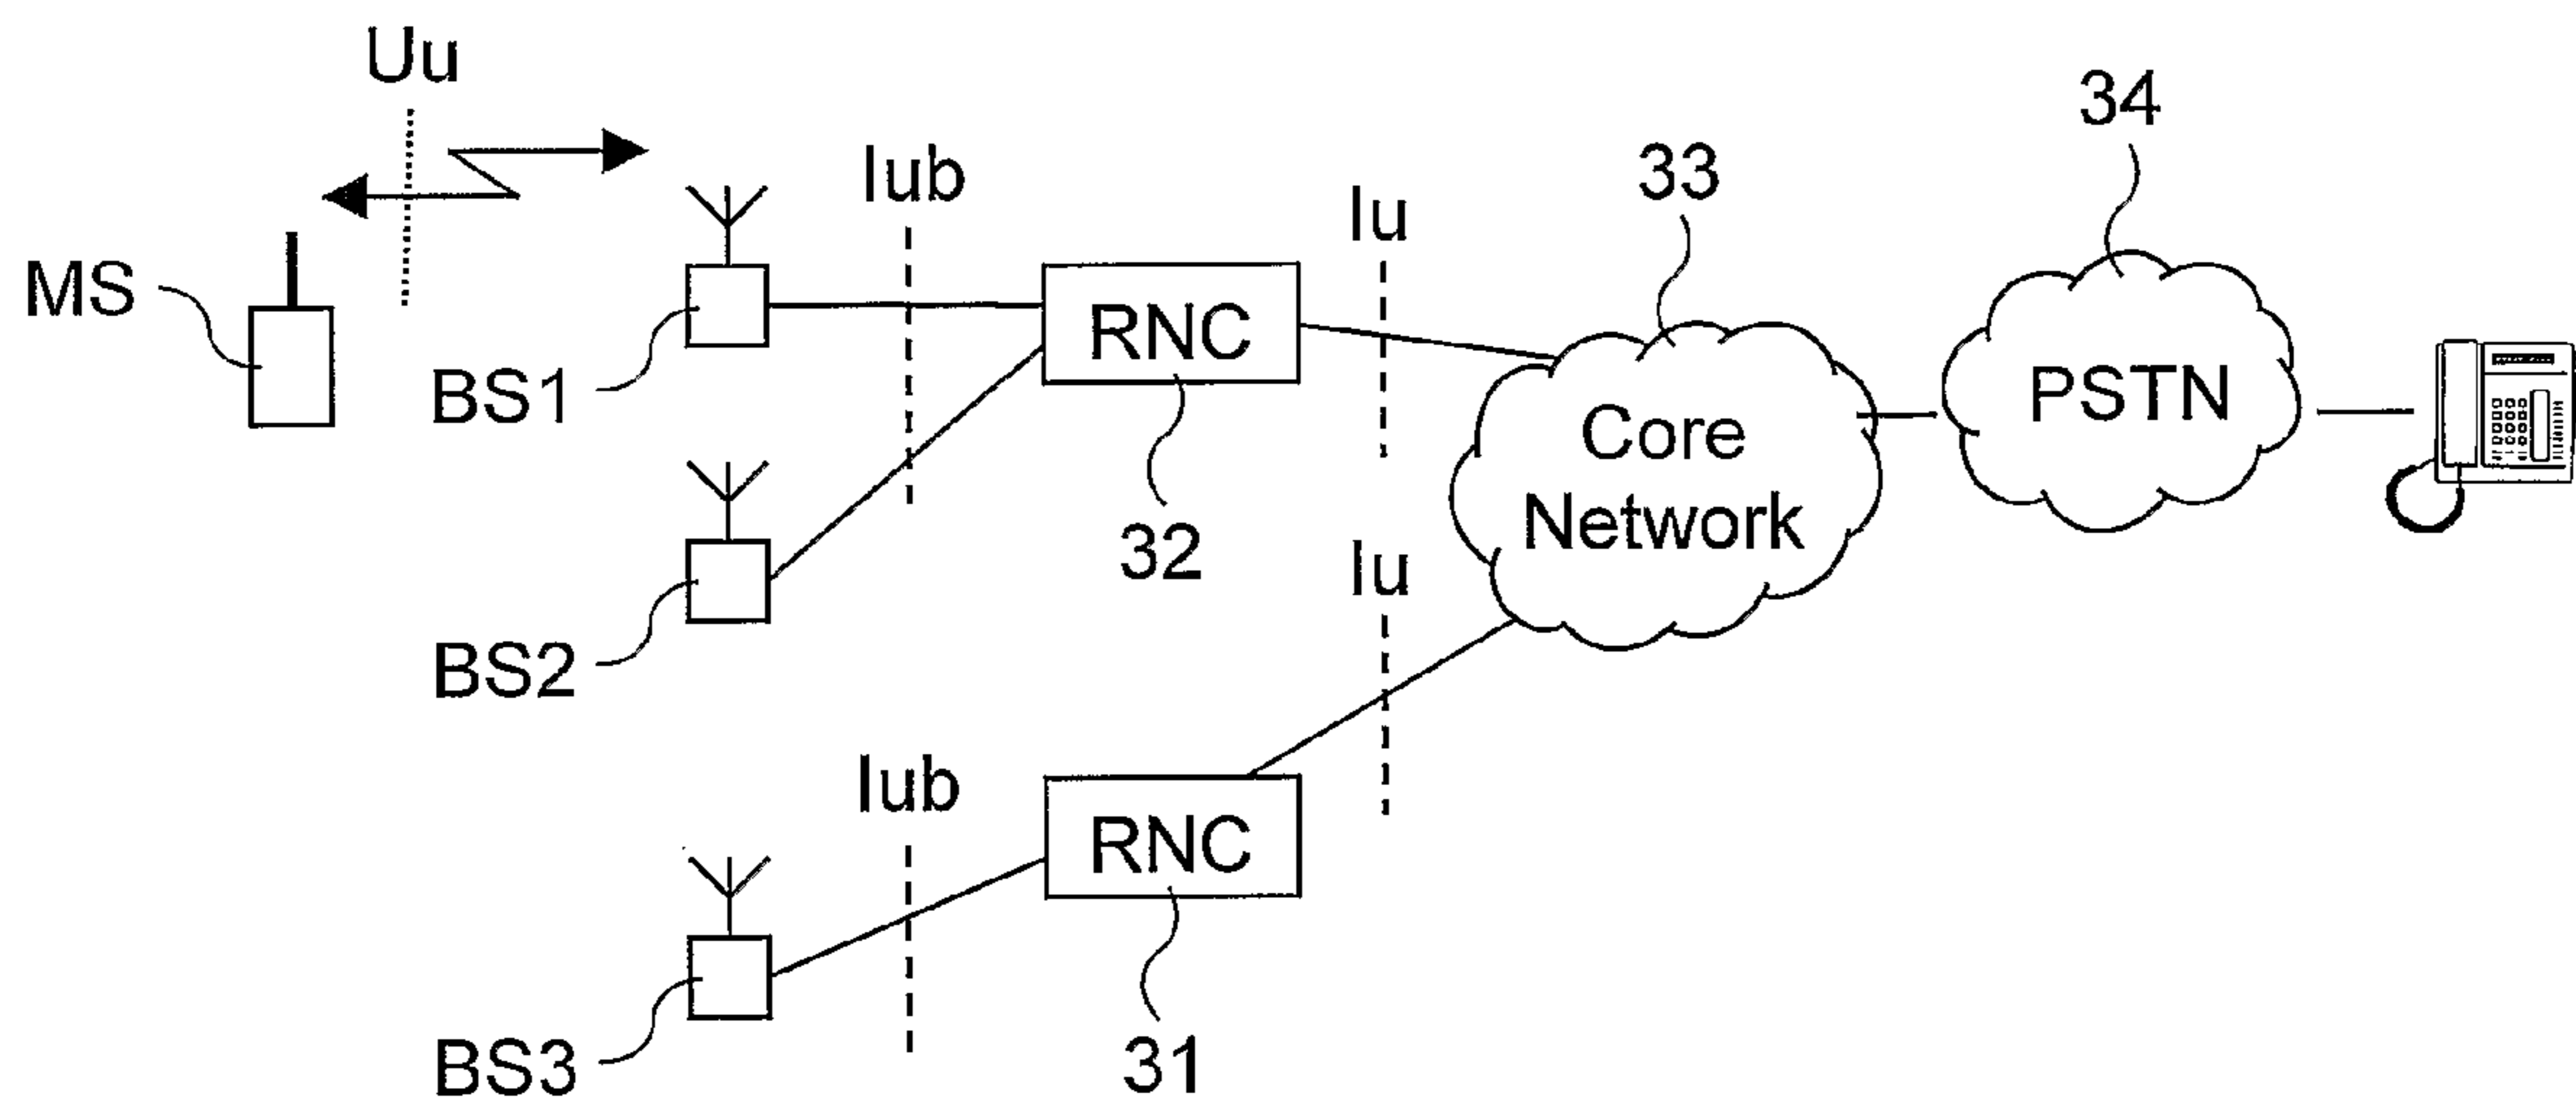 Uu
34
Iub
33
Iu
MS
RNC
PSTN
BS1
Core
Network
32
Iu
BS2
Iub
RNC
BS3
31